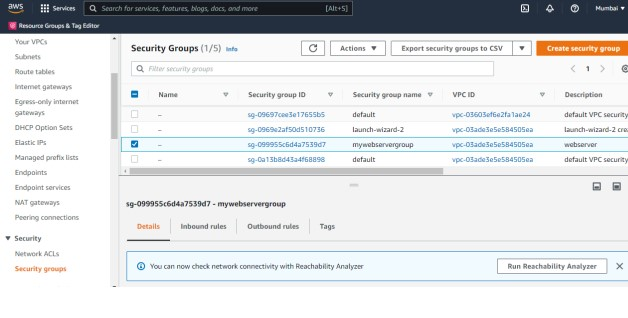 aws Services Search for services, features, blogs, docs, and more [Alt+S] Mumbai ▼
Resource Groups & Tag Editor
Your VPCs
Subnets
Route tables
Internet gateways
Egress-only internet
gateways
DHCP Option Sets
Elastic IPs
Managed prefix lists
Endpoints
Endpoint services
NAT gateways
Peering connections
▼ Security
Network ACLs
Security groups
Security Groups (1/5) Info
Actions ▼
Export security groups to CSV ▼
Create security group
Filter security groups
< 1 >
Name Security group ID Security group name VPC ID Description
– sg-09697cee3e17655b5 default vpc-03603ef6e2fa1ae24 default VPC security
– sg-0969e2af50d510736 launch-wizard-2 vpc-03ade3e5e584505ea launch-wizard-2 crea
– sg-099955c6d4a7539d7 mywebservergroup vpc-03ade3e5e584505ea webserver
– sg-0a13b8d43a4f68898 default vpc-03ade3e5e584505ea default VPC security
sg-099955c6d4a7539d7 - mywebservergroup
Details Inbound rules Outbound rules Tags
You can now check network connectivity with Reachability Analyzer
Run Reachability Analyzer